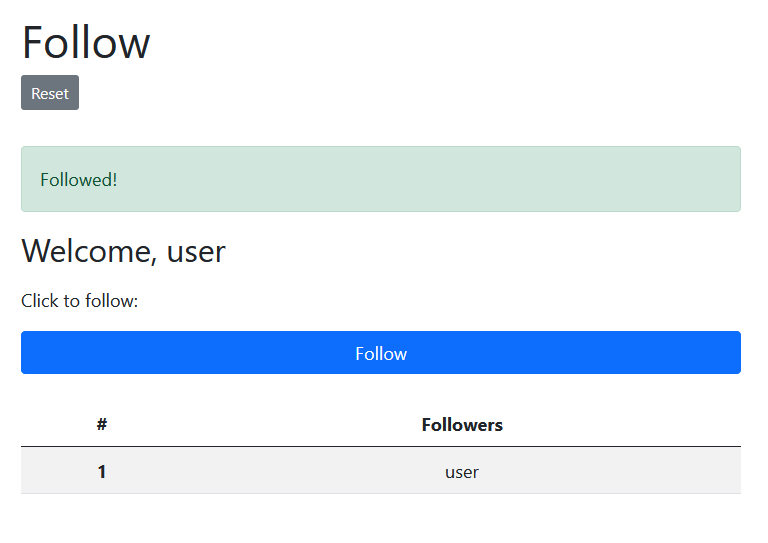 Follow
Reset
Followed!
Welcome, user
Click to follow:
Follow
# Followers
1 user